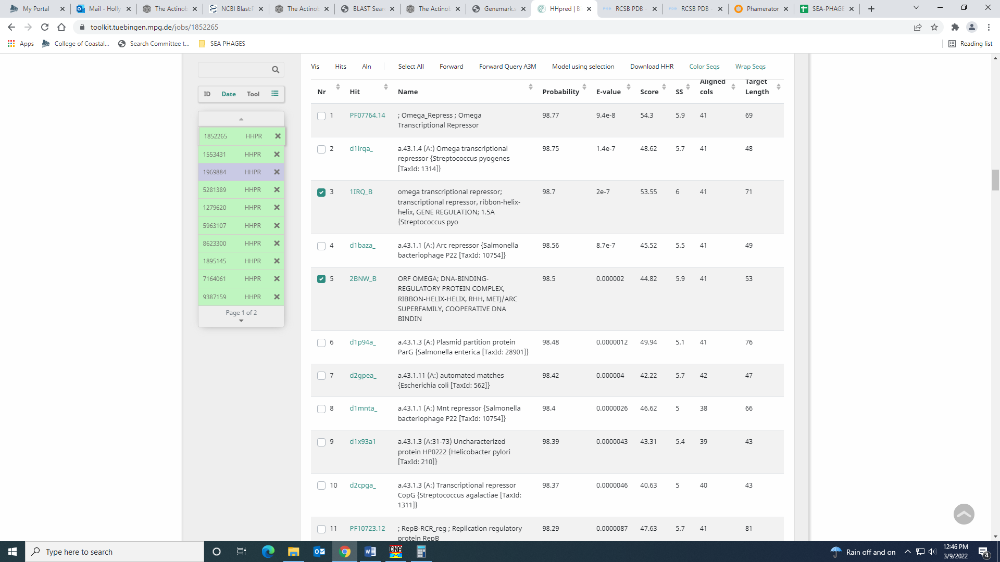 My Portal
Mail - Holly
The Actinob
NCBI BlastP
The Actinob
BLAST Sear
The Actinob
Genemark.s
HHpred | Bi
RCSB PDB -
RCSB PDB -
Phamerator
SEA-PHAGE
toolkit.tuebingen.mpg.de/jobs/1852265
Apps
College of Coastal...
Search Committee t...
SEA PHAGES
Reading list
Vis Hits Aln Select All Forward Forward Query A3M Model using selection Download HHR Color Seqs Wrap Seqs
ID Date Tool
1852265 HHPR
1553431 HHPR
1969884 HHPR
5281389 HHPR
1279620 HHPR
5963107 HHPR
8623300 HHPR
1895145 HHPR
7164061 HHPR
9387159 HHPR
Page 1 of 2
Nr Hit Name Probability E-value Score SS Aligned cols Target Length
1 PF07764.14 ; Omega_Repress ; Omega 98.77 9.4e-8 54.3 5.9 41 69
Transcriptional Repressor
2 d1irqa_ a.43.1.4 (A:) Omega transcriptional 98.75 1.4e-7 48.62 5.7 41 48
repressor {Streptococcus pyogenes
[TaxId: 1314]}
3 1IRQ_B omega transcriptional repressor; 98.7 2e-7 53.55 6 41 71
transcriptional repressor, ribbon-helix-
helix, GENE REGULATION; 1.5A
{Streptococcus pyo
4 d1baza_ a.43.1.1 (A:) Arc repressor {Salmonella 98.56 8.7e-7 45.52 5.5 41 49
bacteriophage P22 [TaxId: 10754]}
5 2BNW_B ORF OMEGA; DNA-BINDING- 98.5 0.000002 44.82 5.9 41 53
REGULATORY PROTEIN COMPLEX,
RIBBON-HELIX-HELIX, RHH, METJ/ARC
SUPERFAMILY, COOPERATIVE DNA
BINDIN
6 d1p94a_ a.43.1.3 (A:) Plasmid partition protein 98.48 0.0000012 49.94 5.1 41 76
ParG {Salmonella enterica [TaxId: 28901]}
7 d2gpea_ a.43.1.11 (A:) automated matches 98.42 0.000004 42.22 5.7 42 47
{Escherichia coli [TaxId: 562]}
8 d1mnta_ a.43.1.1 (A:) Mnt repressor {Salmonella 98.4 0.0000026 46.62 5 38 66
bacteriophage P22 [TaxId: 10754]}
9 d1x93a1 a.43.1.3 (A:31-73) Uncharacterized 98.39 0.0000043 43.31 5.4 39 43
protein HP0222 {Helicobacter pylori
[TaxId: 210]}
10 d2cpga_ a.43.1.3 (A:) Transcriptional repressor 98.37 0.0000046 40.63 5 40 43
CopG {Streptococcus agalactiae [TaxId:
1311]}
11 PF10723.12 ; RepB-RCR_reg ; Replication regulatory 98.29 0.0000087 47.63 5.7 41 81
protein RepB
Type here to search
DNA
Rain off and on
12:46 PM
3/9/2022
4